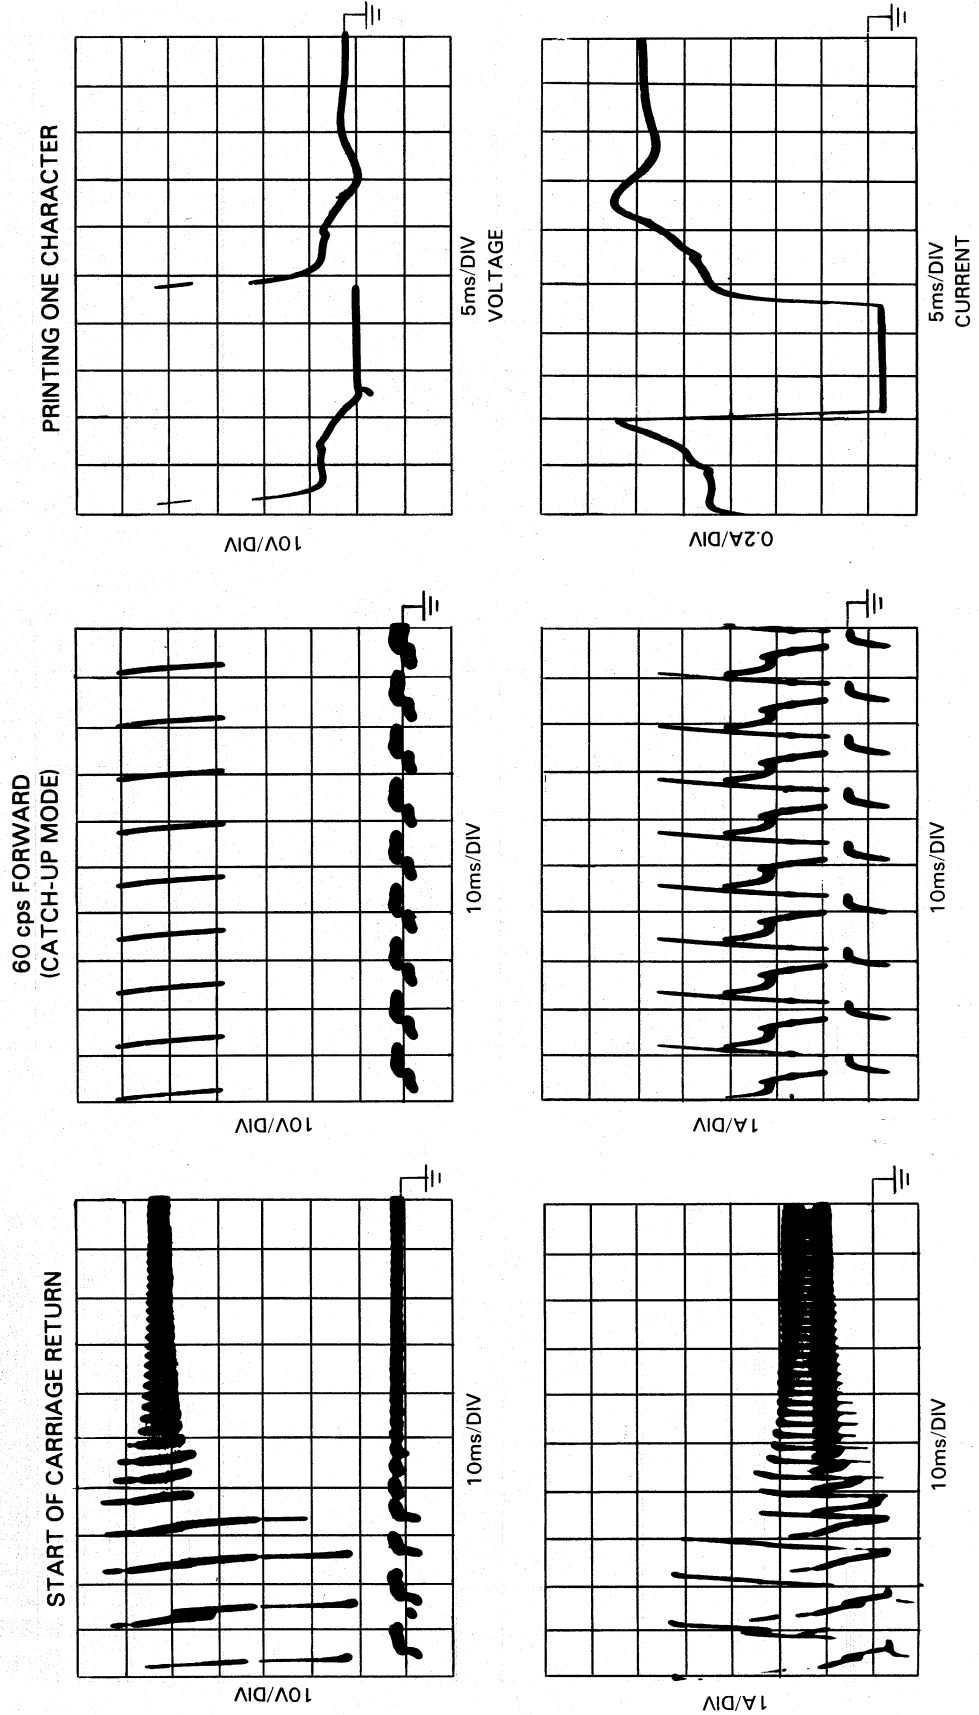 START OF CARRIAGE RETURN
10V/DIV
10ms/DIV
1A/DIV
10ms/DIV
60 cps FORWARD
(CATCH-UP MODE)
10V/DIV
10ms/DIV
1A/DIV
10ms/DIV
PRINTING ONE CHARACTER
10V/DIV
5ms/DIV
VOLTAGE
0.2A/DIV
5ms/DIV
CURRENT